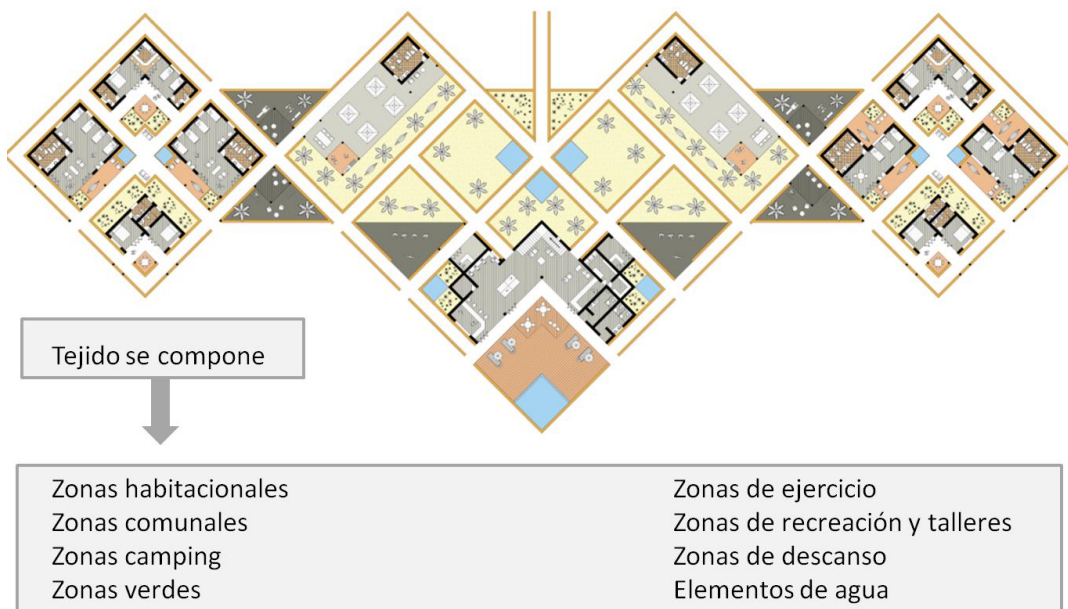 Tejido se compone
Zonas habitacionales
Zonas comunales
Zonas camping
Zonas verdes
Zonas de ejercicio
Zonas de recreación y talleres
Zonas de descanso
Elementos de agua